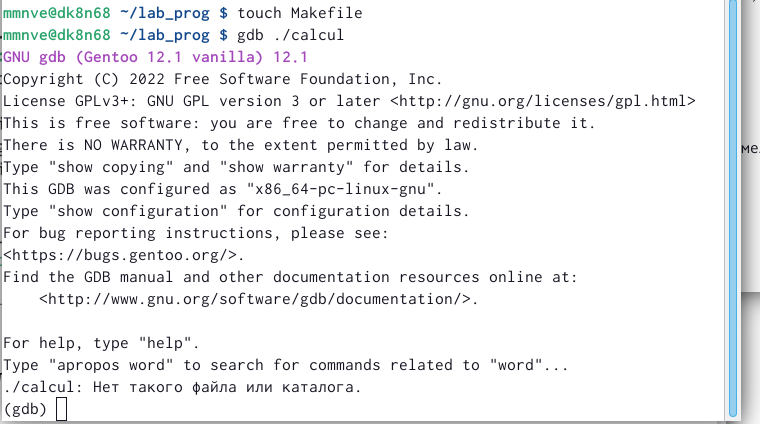 mmnve@dk8n68 ~/lab_prog $ touch Makefile
mmnve@dk8n68 ~/lab_prog $ gdb ./calcul
GNU gdb (Gentoo 12.1 vanilla) 12.1
Copyright (C) 2022 Free Software Foundation, Inc.
License GPLv3+: GNU GPL version 3 or later <http://gnu.org/licenses/gpl.html>
This is free software: you are free to change and redistribute it.
There is NO WARRANTY, to the extent permitted by law.
Type "show copying" and "show warranty" for details.
This GDB was configured as "x86_64-pc-linux-gnu".
Type "show configuration" for configuration details.
For bug reporting instructions, please see:
<https://bugs.gentoo.org/>.
Find the GDB manual and other documentation resources online at:
    <http://www.gnu.org/software/gdb/documentation/>.

For help, type "help".
Type "apropos word" to search for commands related to "word"...
./calcul: Нет такого файла или каталога.
(gdb)